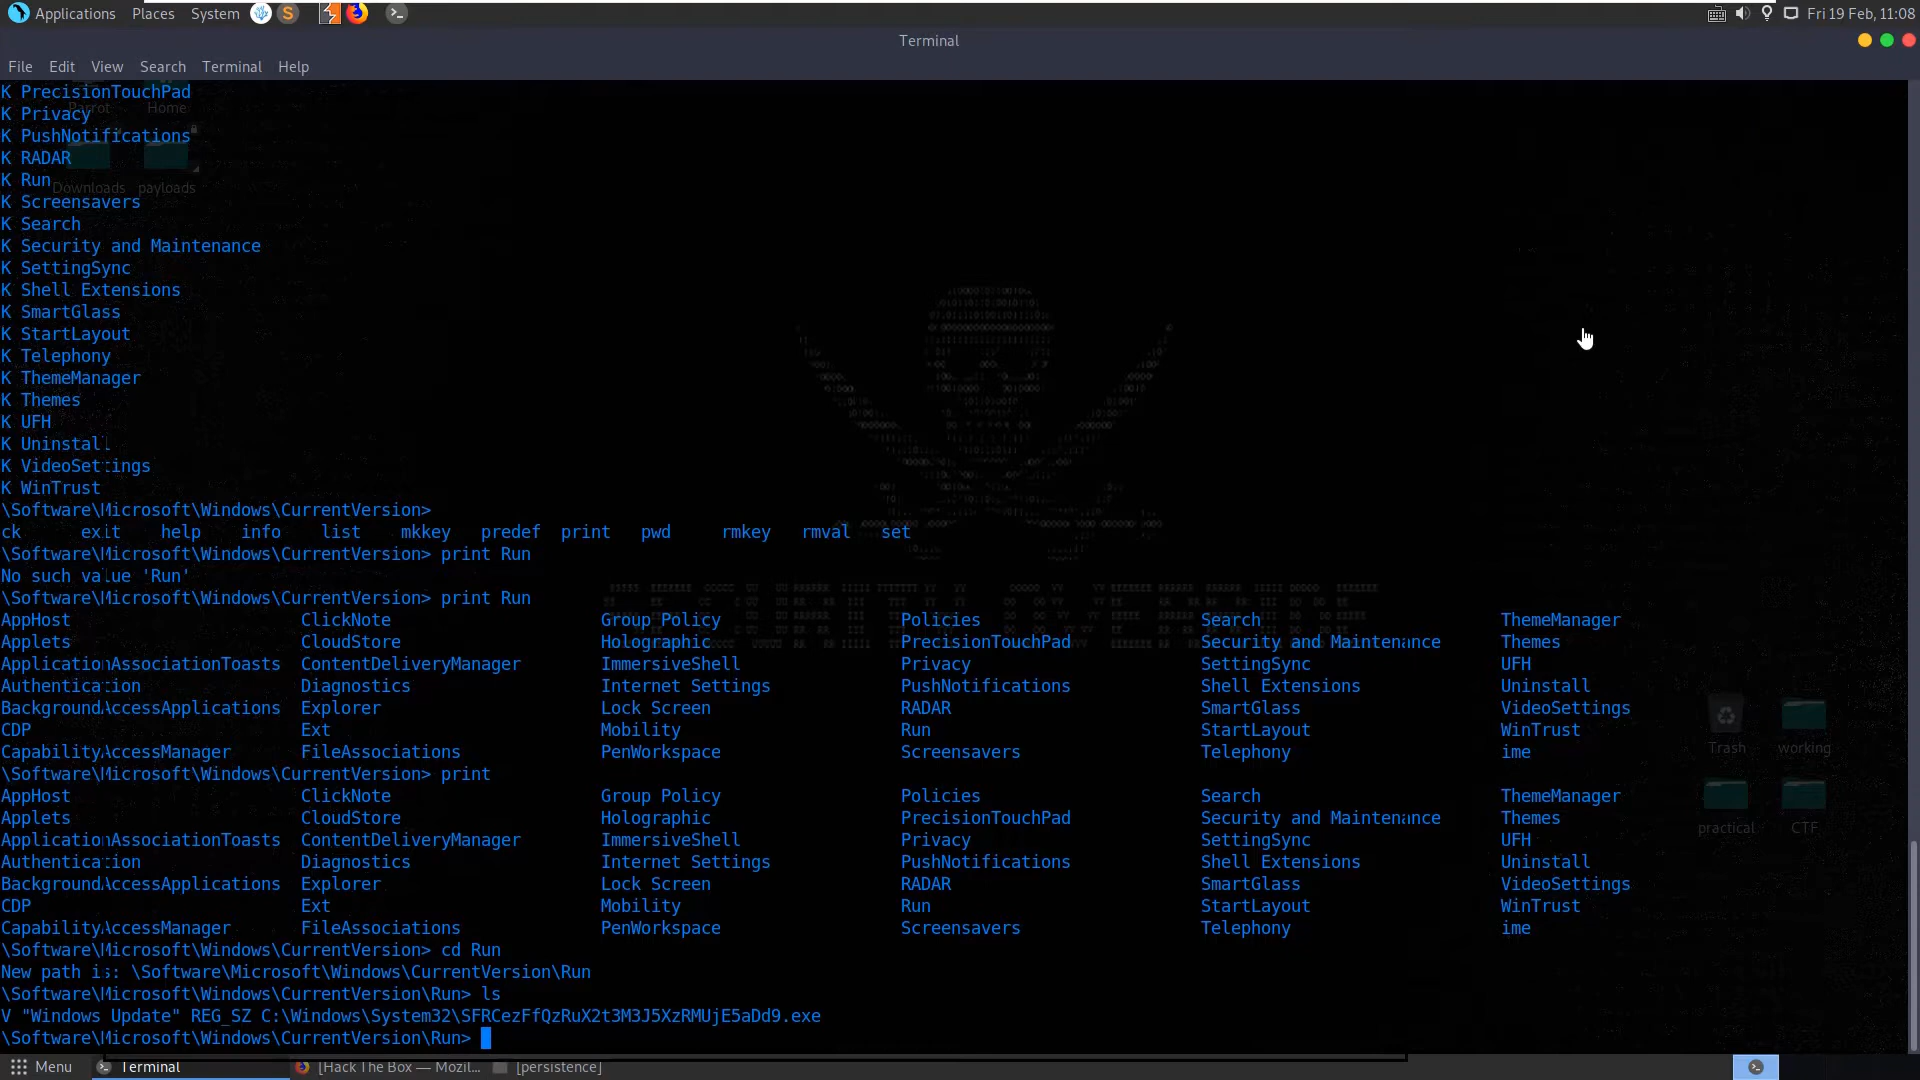 Applications Places System Fri 19 Feb, 11:08
Terminal
File Edit View Search Terminal Help
K PrecisionTouchPad
Parrot Home
K Privacy
K PushNotifications
K RADAR
K Run
Downloads payloads
K Screensavers
K Search
K Security and Maintenance
K SettingSync
K Shell Extensions
K SmartGlass
K StartLayout
K Telephony
K ThemeManager
K Themes
K UFH
K Uninstall
K VideoSettings
K WinTrust
\Software\Microsoft\Windows\CurrentVersion>
ck exit help info list mkkey predef print pwd rmkey rmval set
\Software\Microsoft\Windows\CurrentVersion> print Run
No such value 'Run'
\Software\Microsoft\Windows\CurrentVersion> print Run
AppHost ClickNote Group Policy Policies Search ThemeManager
Applets CloudStore Holographic PrecisionTouchPad Security and Maintenance Themes
ApplicationAssociationToasts ContentDeliveryManager ImmersiveShell Privacy SettingSync UFH
Authentication Diagnostics Internet Settings PushNotifications Shell Extensions Uninstall
BackgroundAccessApplications Explorer Lock Screen RADAR SmartGlass VideoSettings
CDP Ext Mobility Run StartLayout WinTrust
CapabilityAccessManager FileAssociations PenWorkspace Screensavers Telephony ime
Trash working
\Software\Microsoft\Windows\CurrentVersion> print
AppHost ClickNote Group Policy Policies Search ThemeManager
Applets CloudStore Holographic PrecisionTouchPad Security and Maintenance Themes
practical CTF
ApplicationAssociationToasts ContentDeliveryManager ImmersiveShell Privacy SettingSync UFH
Authentication Diagnostics Internet Settings PushNotifications Shell Extensions Uninstall
BackgroundAccessApplications Explorer Lock Screen RADAR SmartGlass VideoSettings
CDP Ext Mobility Run StartLayout WinTrust
CapabilityAccessManager FileAssociations PenWorkspace Screensavers Telephony ime
\Software\Microsoft\Windows\CurrentVersion> cd Run
New path is: \Software\Microsoft\Windows\CurrentVersion\Run
\Software\Microsoft\Windows\CurrentVersion\Run> ls
V "Windows Update" REG_SZ C:\Windows\System32\SFRCezFfQzRuX2t3M3J5XzRMUjE5aDd9.exe
\Software\Microsoft\Windows\CurrentVersion\Run>
Menu Terminal [Hack The Box — Mozil... [persistence]